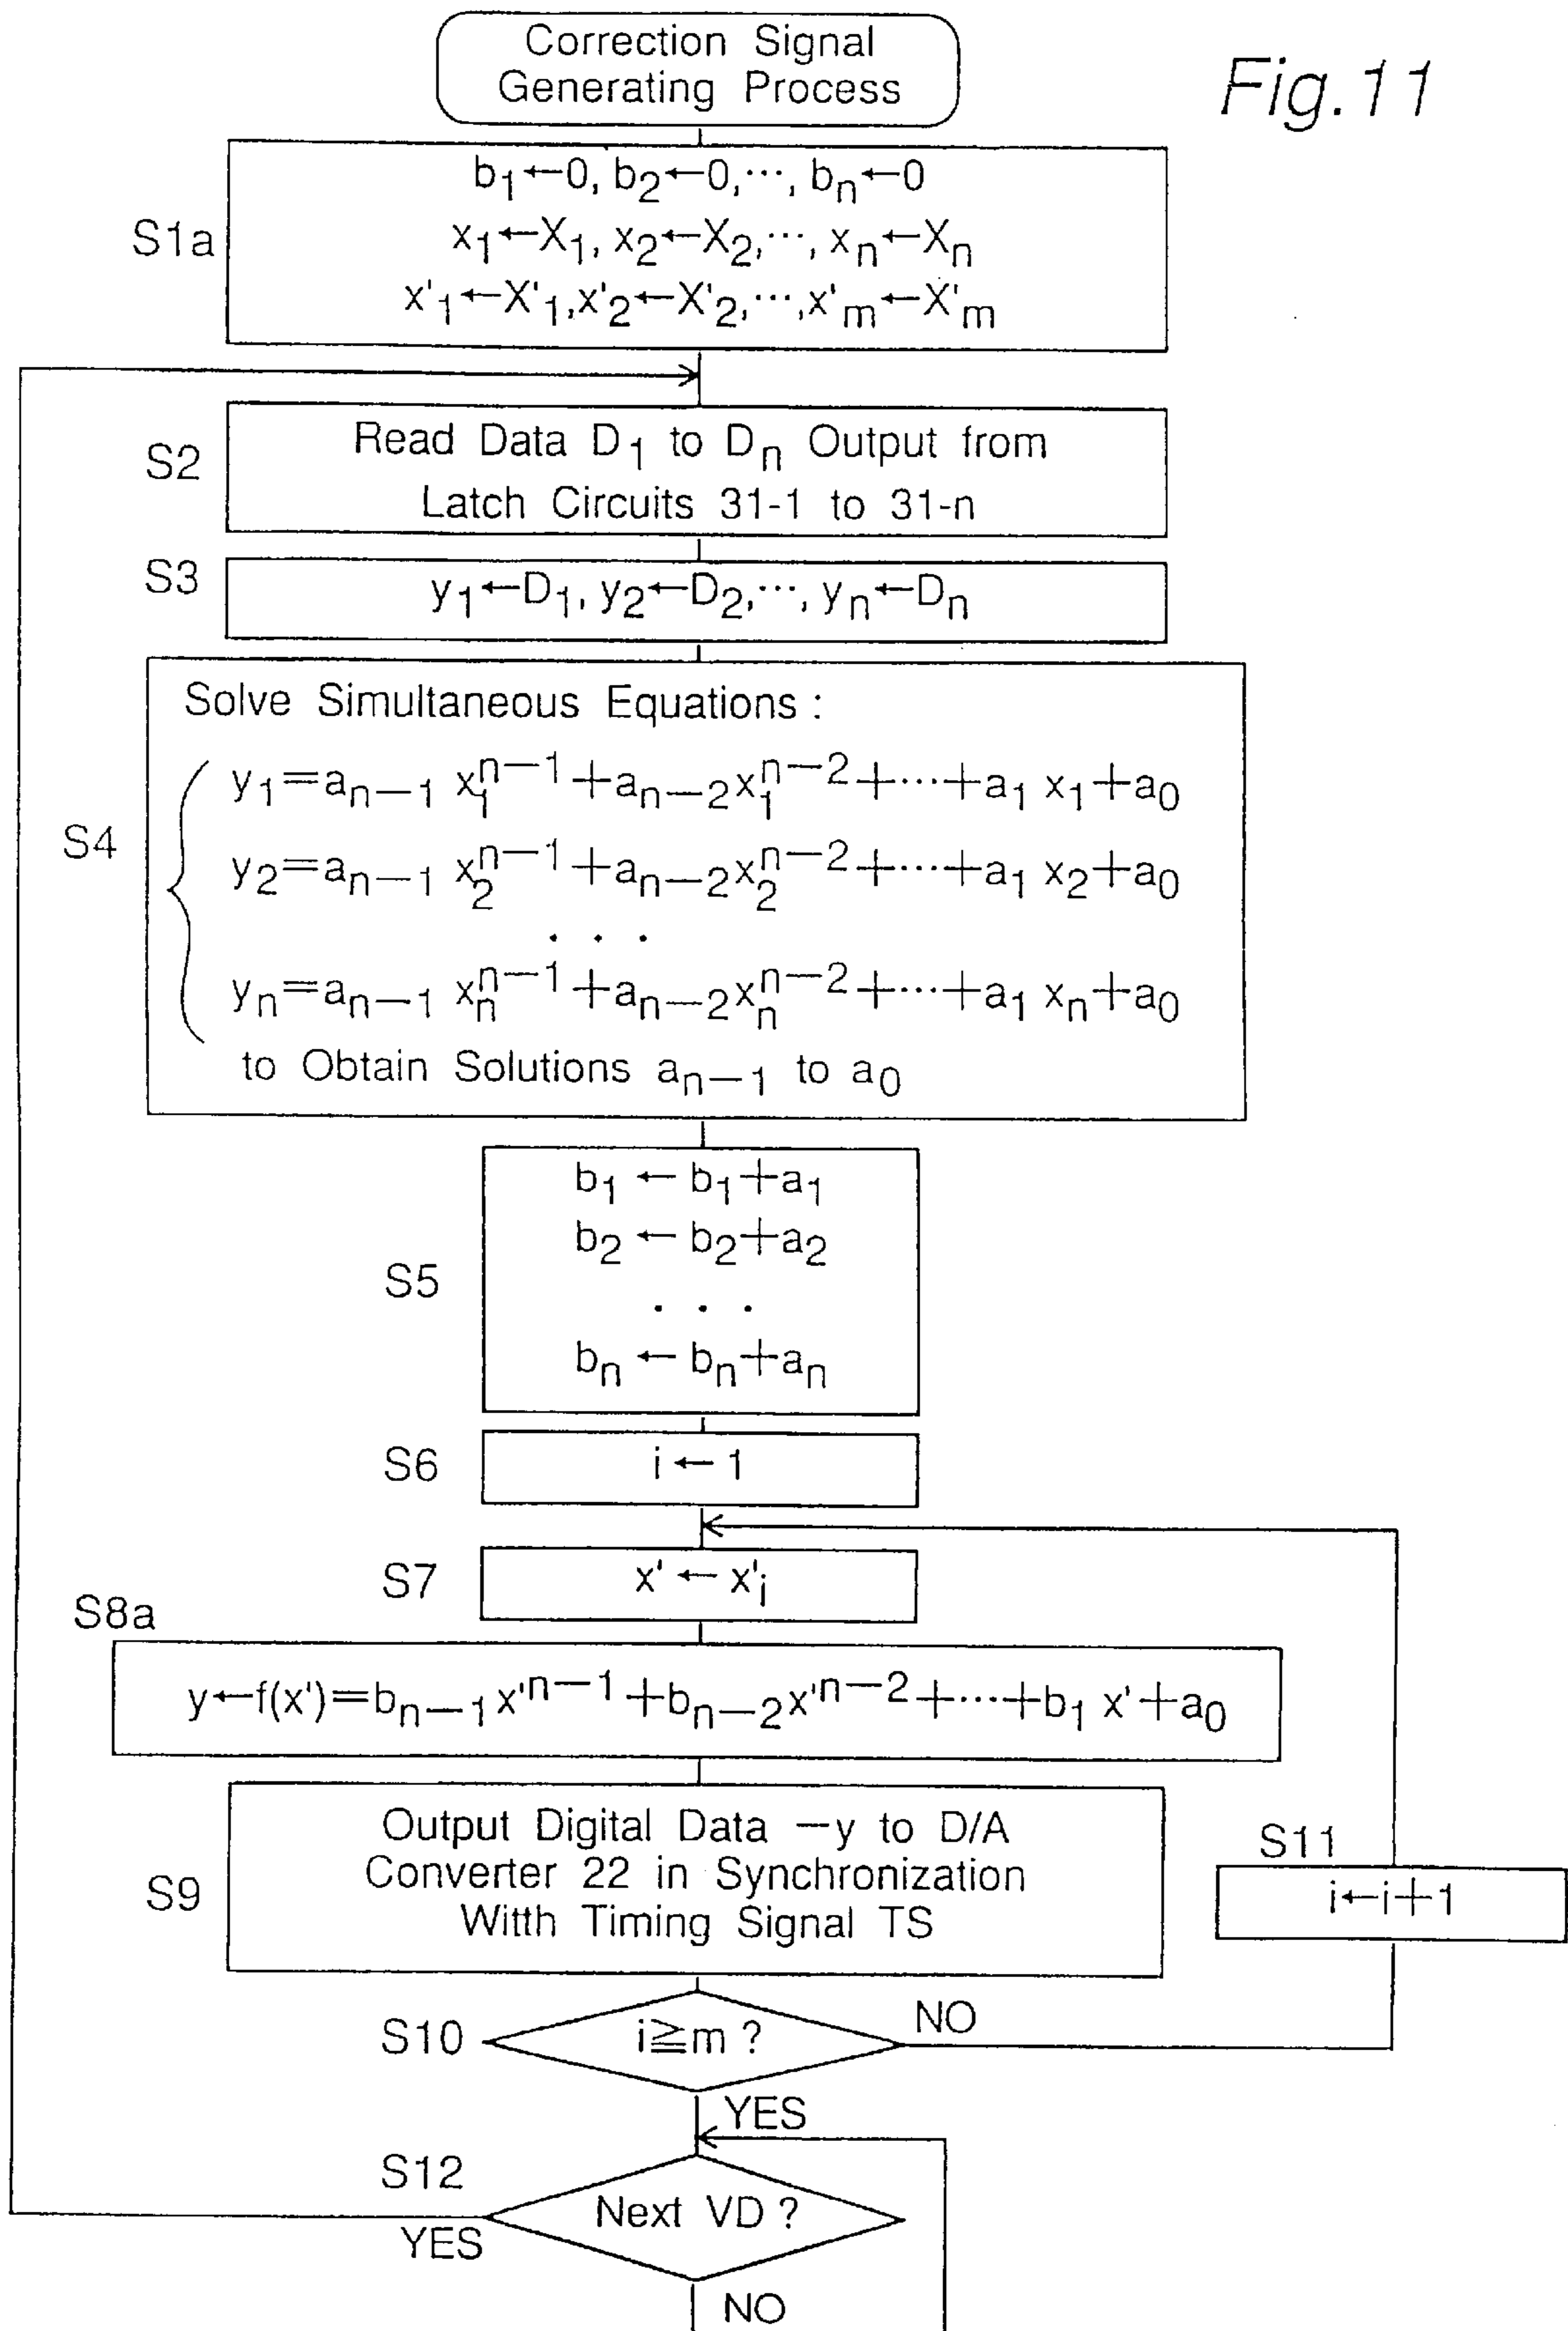 Correction Signal
Generating Process
Fig.11
S1a
b₁←0, b₂←0,⋯, bₙ←0
x₁←X₁, x₂←X₂,⋯, xₙ←Xₙ
x'₁←X'₁,x'₂←X'₂,⋯,x'ₘ←X'ₘ
S2
Read Data D₁ to Dₙ Output from
Latch Circuits 31-1 to 31-n
S3
y₁←D₁, y₂←D₂,⋯, yₙ←Dₙ
S4
Solve Simultaneous Equations :
y₁=aₙ₋₁ x₁ⁿ⁻¹+aₙ₋₂x₁ⁿ⁻²+⋯+a₁ x₁+a₀
y₂=aₙ₋₁ x₂ⁿ⁻¹+aₙ₋₂x₂ⁿ⁻²+⋯+a₁ x₂+a₀
. . .
yₙ=aₙ₋₁ xₙⁿ⁻¹+aₙ₋₂xₙⁿ⁻²+⋯+a₁ xₙ+a₀
to Obtain Solutions aₙ₋₁ to a₀
S5
b₁ ← b₁+a₁
b₂ ← b₂+a₂
. . .
bₙ ← bₙ+aₙ
S6
i ← 1
S7
x' ← x'ᵢ
S8a
y←f(x')=bₙ₋₁x'ⁿ⁻¹+bₙ₋₂x'ⁿ⁻²+⋯+b₁ x'+a₀
S9
Output Digital Data −y to D/A
Converter 22 in Synchronization
Witth Timing Signal TS
S11
i←i+1
S10
i≧m ?
NO
YES
S12
Next VD ?
YES
NO